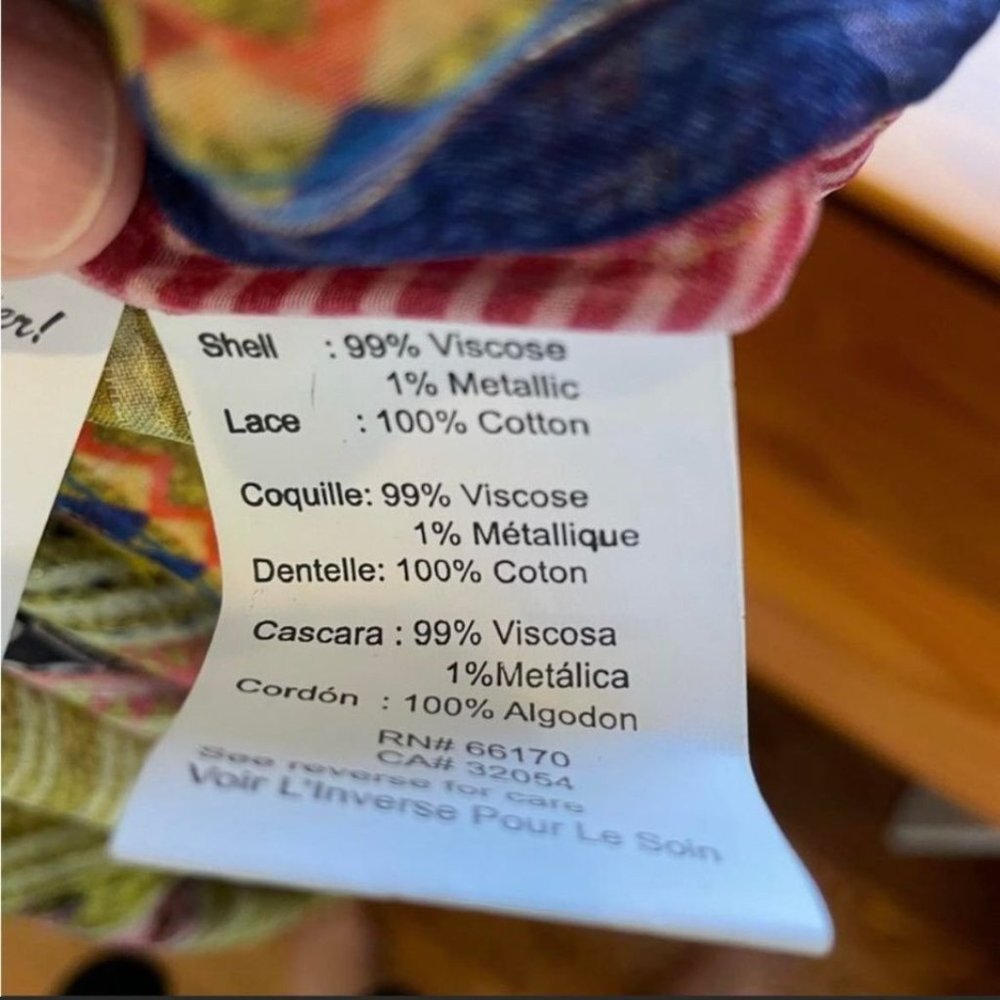 er!
Shell : 99% Viscose
1% Metallic
Lace : 100% Cotton
Coquille: 99% Viscose
1% Métallique
Dentelle: 100% Coton
Cascara : 99% Viscosa
1%Metálica
Cordón : 100% Algodon
RN# 66170
CA# 32054
See reverse for care
Voir L'Inverse Pour Le Soin